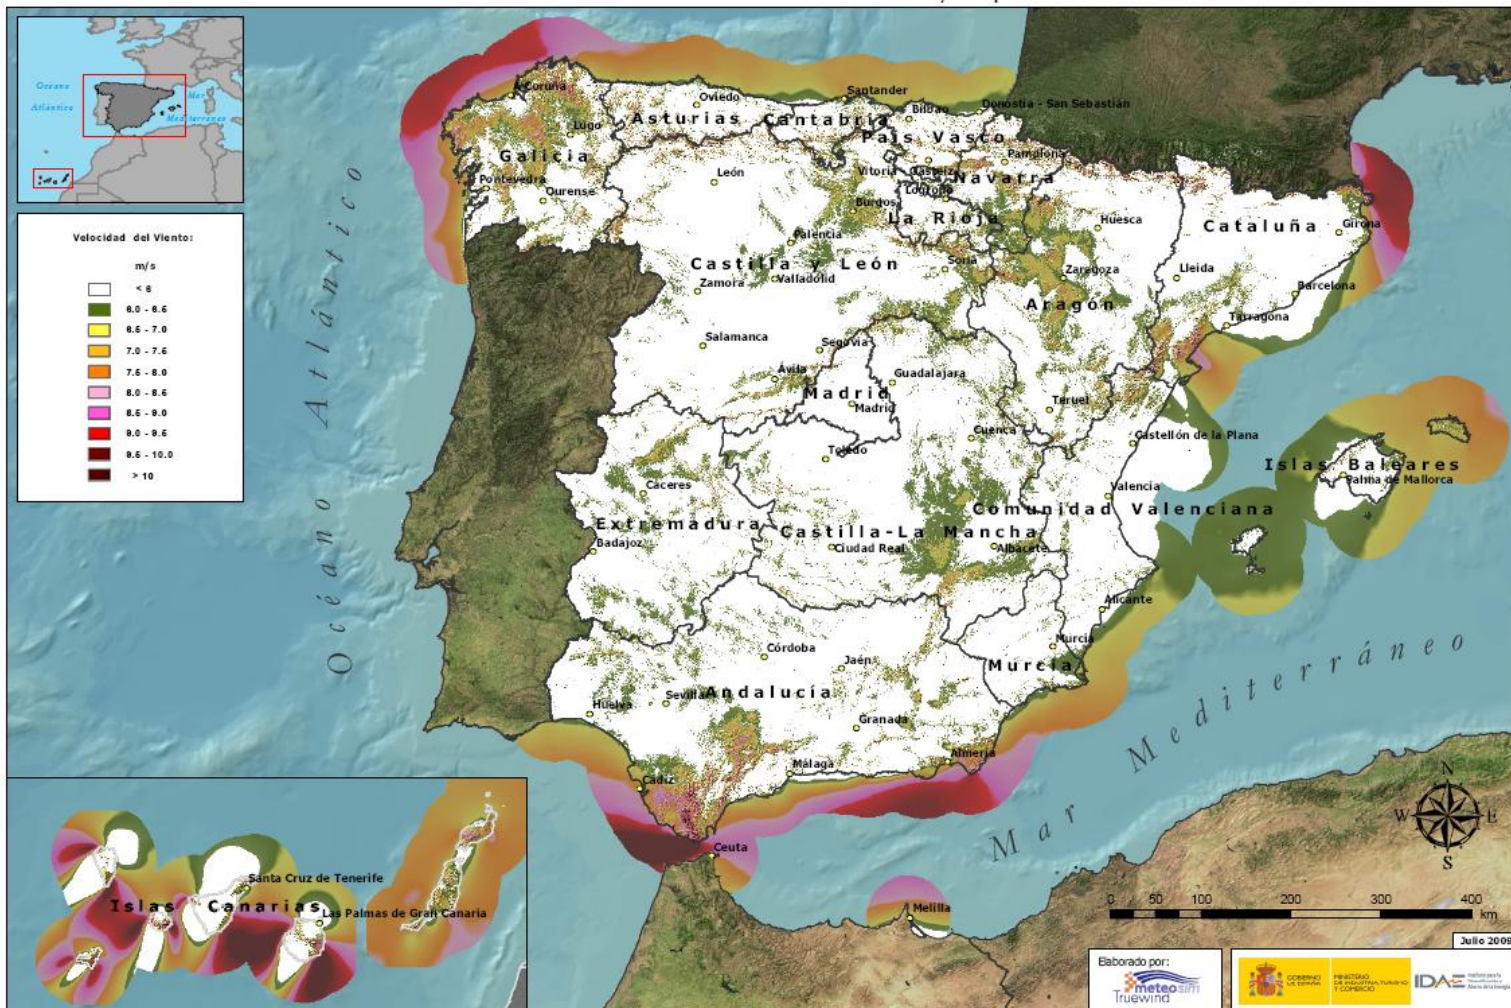 Océano
Atlántico
Mar
Mediterraneo
Velocidad del Viento:
m/s
< 6
6.0 - 6.5
6.5 - 7.0
7.0 - 7.5
7.5 - 8.0
8.0 - 8.5
8.5 - 9.0
9.0 - 9.5
9.5 - 10.0
> 10
Océano Atlántico
A Coruña
Oviedo
Santander
Bilbao
Donostia - San Sebastián
Asturias
Cantabria
País Vasco
Lugo
Galicia
Pontevedra
Ourense
León
Vitoria
Gasteiz
Pamplona
Navarra
Logroño
Burgos
La Rioja
Huesca
Cataluña
Girona
Palencia
Castilla y León
Soria
Zaragoza
Lleida
Zamora
Valladolid
Barcelona
Aragón
Tarragona
Salamanca
Segovia
Ávila
Guadalajara
Madrid
Madrid
Teruel
Cuenca
Castellón de la Plana
Toledo
Islas Baleares
Palma de Mallorca
Cáceres
Valencia
Extremadura
Comunidad Valenciana
Castilla-La Mancha
Badajoz
Ciudad Real
Albacete
Alicante
Córdoba
Jaén
Murcia
Murcia
Andalucía
Sevilla
Huelva
Granada
Almería
Málaga
Cádiz
Ceuta
Melilla
Mar Mediterráneo
Santa Cruz de Tenerife
Islas Canarias
Las Palmas de Gran Canaria
N
W
E
S
0 25 50 100 200 300 400
km
Julio 2009
Elaborado por:
meteosim
Truewind
GOBIERNO
DE ESPAÑA
MINISTERIO
DE INDUSTRIA, TURISMO
Y COMERCIO
IDAE